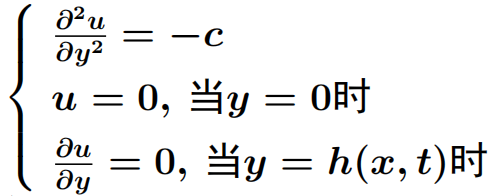 ∂²u/∂y² = −c
u = 0, 当y = 0时
∂u/∂y = 0, 当y = h(x, t)时